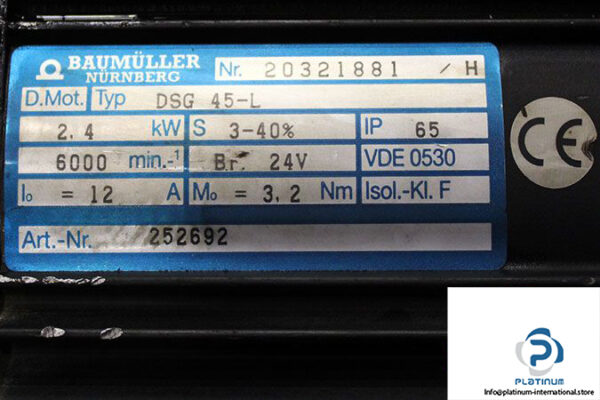 BAUMÜLLER
NÜRNBERG
Nr. 20321881 / H
D.Mot. Typ DSG 45-L
2.4 kW S 3-40% IP 65
6000 min.-¹ Br. 24V VDE 0530
I₀ = 12 A M₀ = 3,2 Nm Isol.-Kl. F
Art.-Nr. 252692
CE
PLATINUM
Info@platinum-international.store